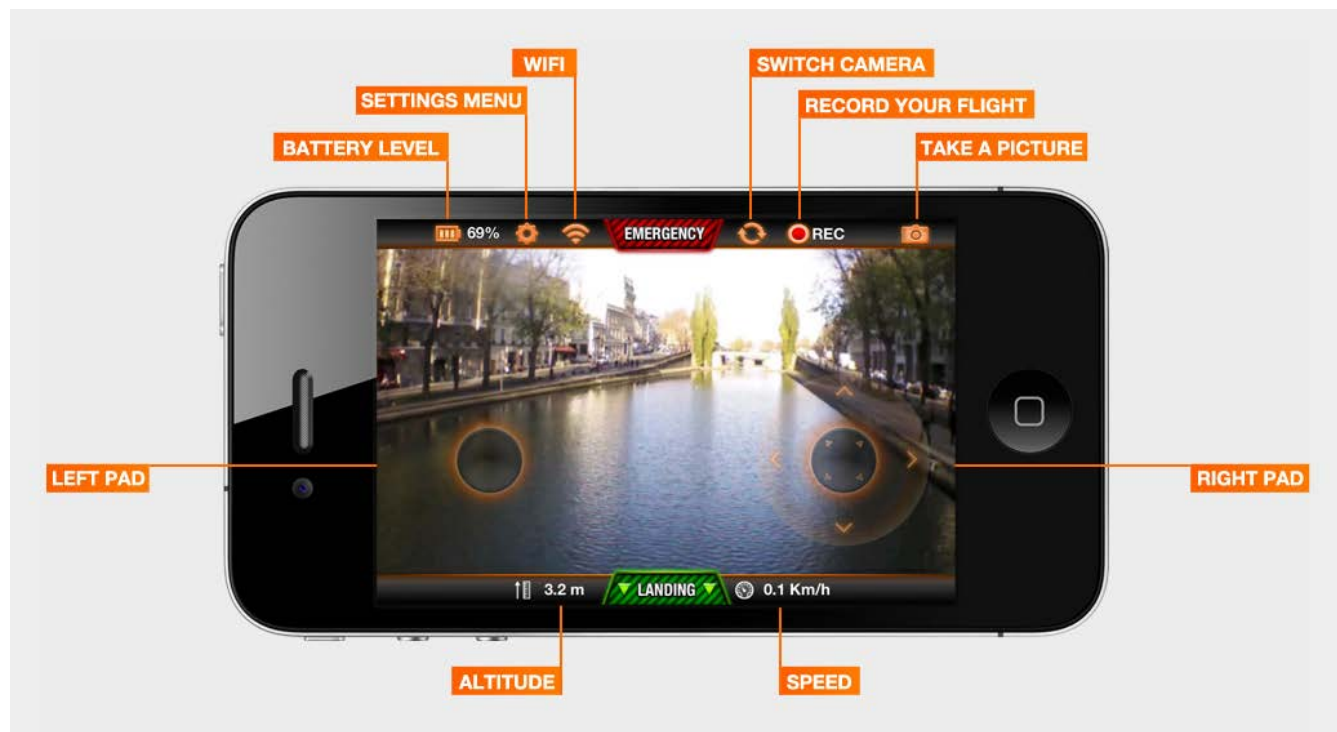 WIFI
SWITCH CAMERA
SETTINGS MENU
RECORD YOUR FLIGHT
BATTERY LEVEL
TAKE A PICTURE
69%
EMERGENCY
REC
LEFT PAD
RIGHT PAD
3.2 m
LANDING
0.1 Km/h
ALTITUDE
SPEED